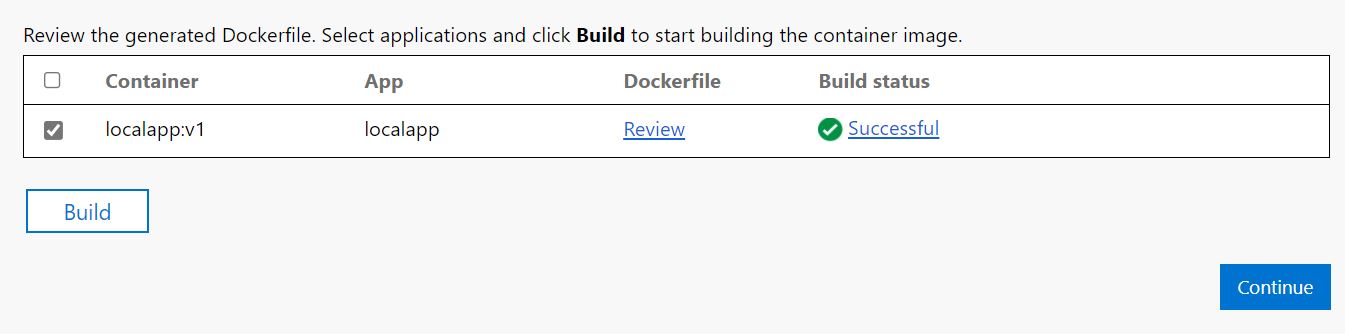 Review the generated Dockerfile. Select applications and click Build to start building the container image.
Container App Dockerfile Build status
localapp:v1 localapp Review Successful
Build
Continue